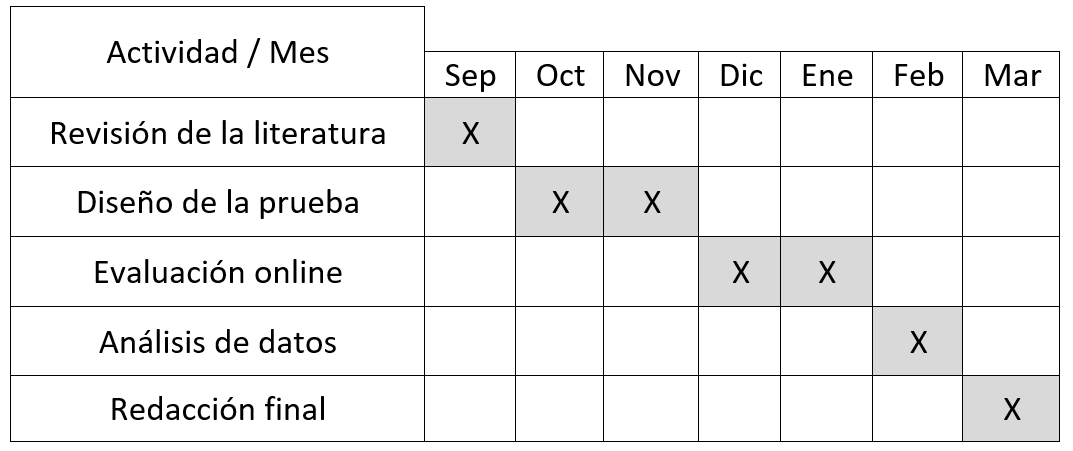 Actividad / Mes
Sep Oct Nov Dic Ene Feb Mar
Revisión de la literatura X
Diseño de la prueba X X
Evaluación online X X
Análisis de datos X
Redacción final X